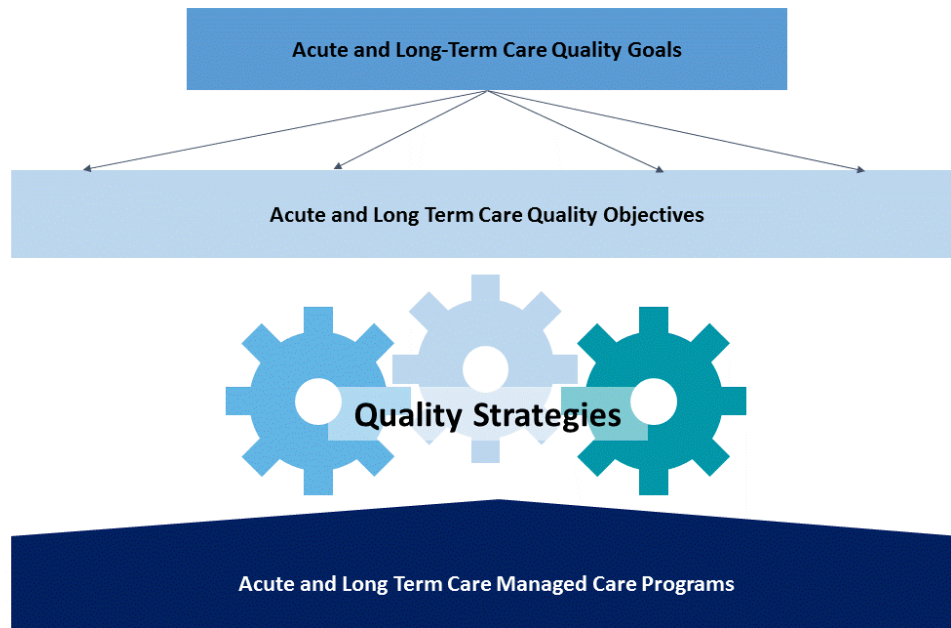 Acute and Long-Term Care Quality Goals
Acute and Long Term Care Quality Objectives
Quality Strategies
Acute and Long Term Care Managed Care Programs